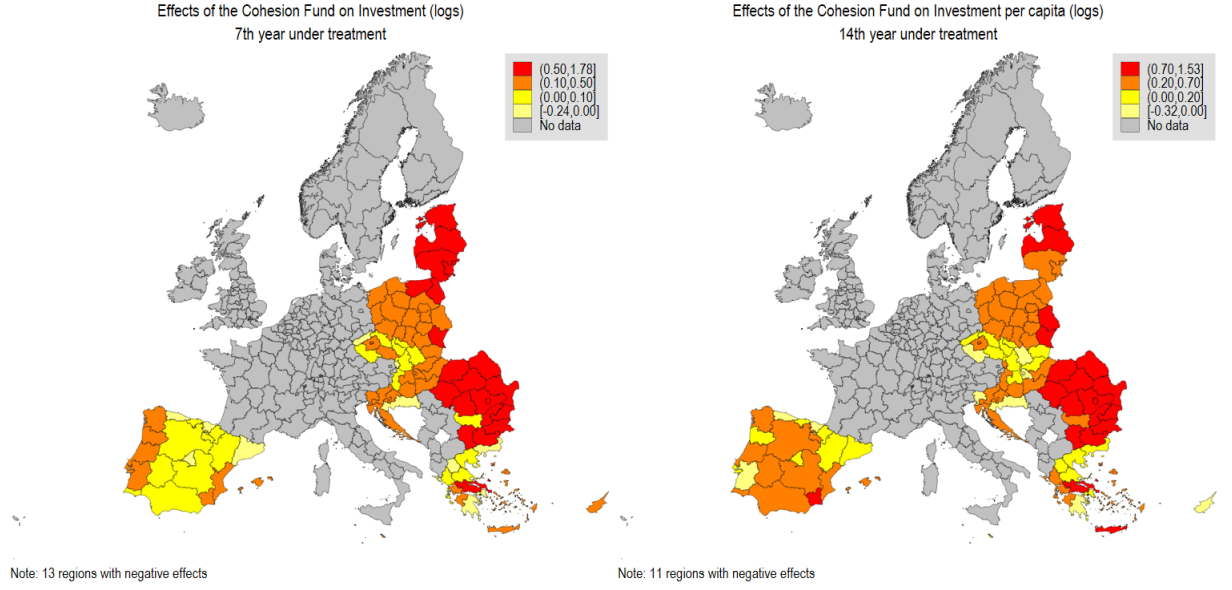 Effects of the Cohesion Fund on Investment (logs)
7th year under treatment
(0.50,1.78]
(0.10,0.50]
(0.00,0.10]
[-0.24,0.00]
No data
Note: 13 regions with negative effects
Effects of the Cohesion Fund on Investment per capita (logs)
14th year under treatment
(0.70,1.53]
(0.20,0.70]
(0.00,0.20]
[-0.32,0.00]
No data
Note: 11 regions with negative effects